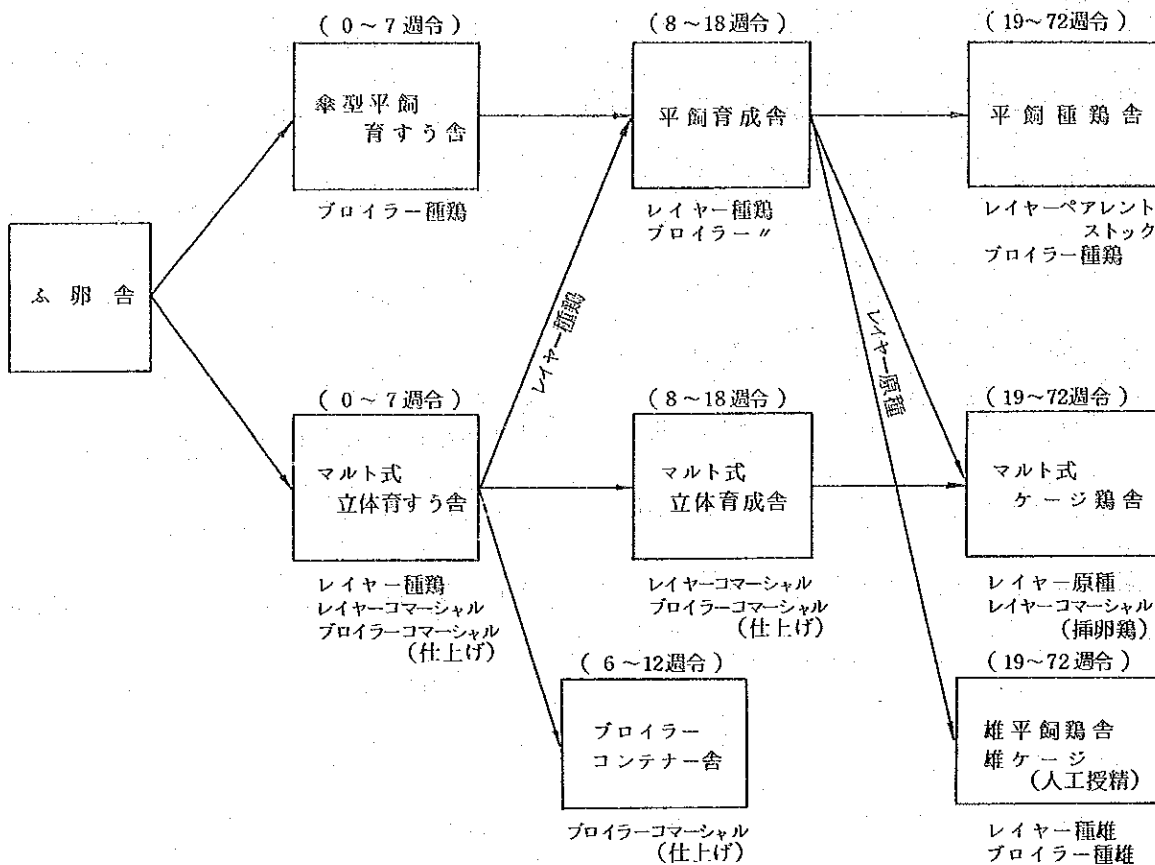 (0～7週令)
傘型平飼
育すう舎
ブロイラー種鶏
(8～18週令)
平飼育成舎
レイヤー種鶏
ブロイラー〃
(19～72週令)
平飼種鶏舎
レイヤーペアレント
ストック
ブロイラー種鶏
ふ卵舎
レイヤー種鶏
レイヤー原種
(0～7週令)
マルト式
立体育すう舎
レイヤー種鶏
レイヤーコマーシャル
ブロイラーコマーシャル
(仕上げ)
(8～18週令)
マルト式
立体育成舎
レイヤーコマーシャル
ブロイラーコマーシャル
(仕上げ)
(19～72週令)
マルト式
ケージ鶏舎
レイヤー原種
レイヤーコマーシャル
(挿卵鶏)
(6～12週令)
ブロイラー
コンテナー舎
ブロイラーコマーシャル
(仕上げ)
(19～72週令)
雄平飼鶏舎
雄ケージ
(人工授精)
レイヤー種雄
ブロイラー種雄